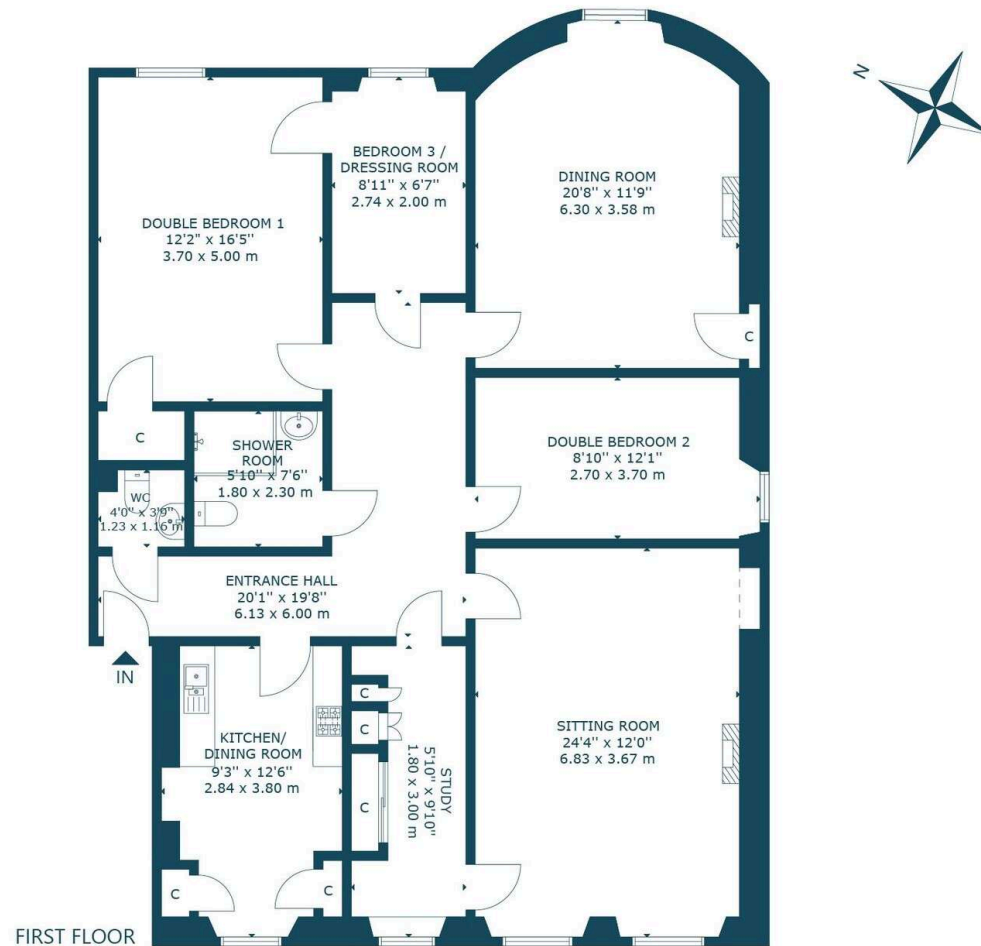 N
DINING ROOM
20'8'' x 11'9''
6.30 x 3.58 m
C
BEDROOM 3 /
DRESSING ROOM
8'11'' x 6'7''
2.74 x 2.00 m
DOUBLE BEDROOM 1
12'2" x 16'5''
3.70 x 5.00 m
C
SHOWER
ROOM
5'10'' x 7'6''
1.80 x 2.30 m
DOUBLE BEDROOM 2
8'10'' x 12'1''
2.70 x 3.70 m
WC
4'0'' x 3'9''
1.23 x 1.16 m
ENTRANCE HALL
20'1'' x 19'8''
6.13 x 6.00 m
IN
KITCHEN/
DINING ROOM
9'3'' x 12'6''
2.84 x 3.80 m
C
C
C
C
C
STUDY
5'10'' x 9'10''
1.80 x 3.00 m
SITTING ROOM
24'4'' x 12'0''
6.83 x 3.67 m
FIRST FLOOR